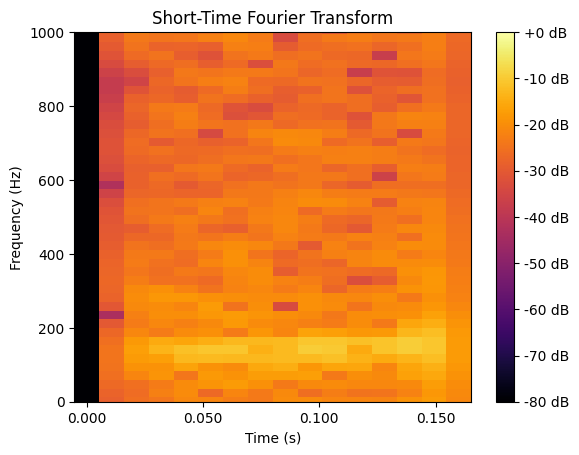 Short-Time Fourier Transform
1000
800
600
400
200
0
Frequency (Hz)
0.000
0.050
0.100
0.150
Time (s)
+0 dB
-10 dB
-20 dB
-30 dB
-40 dB
-50 dB
-60 dB
-70 dB
-80 dB